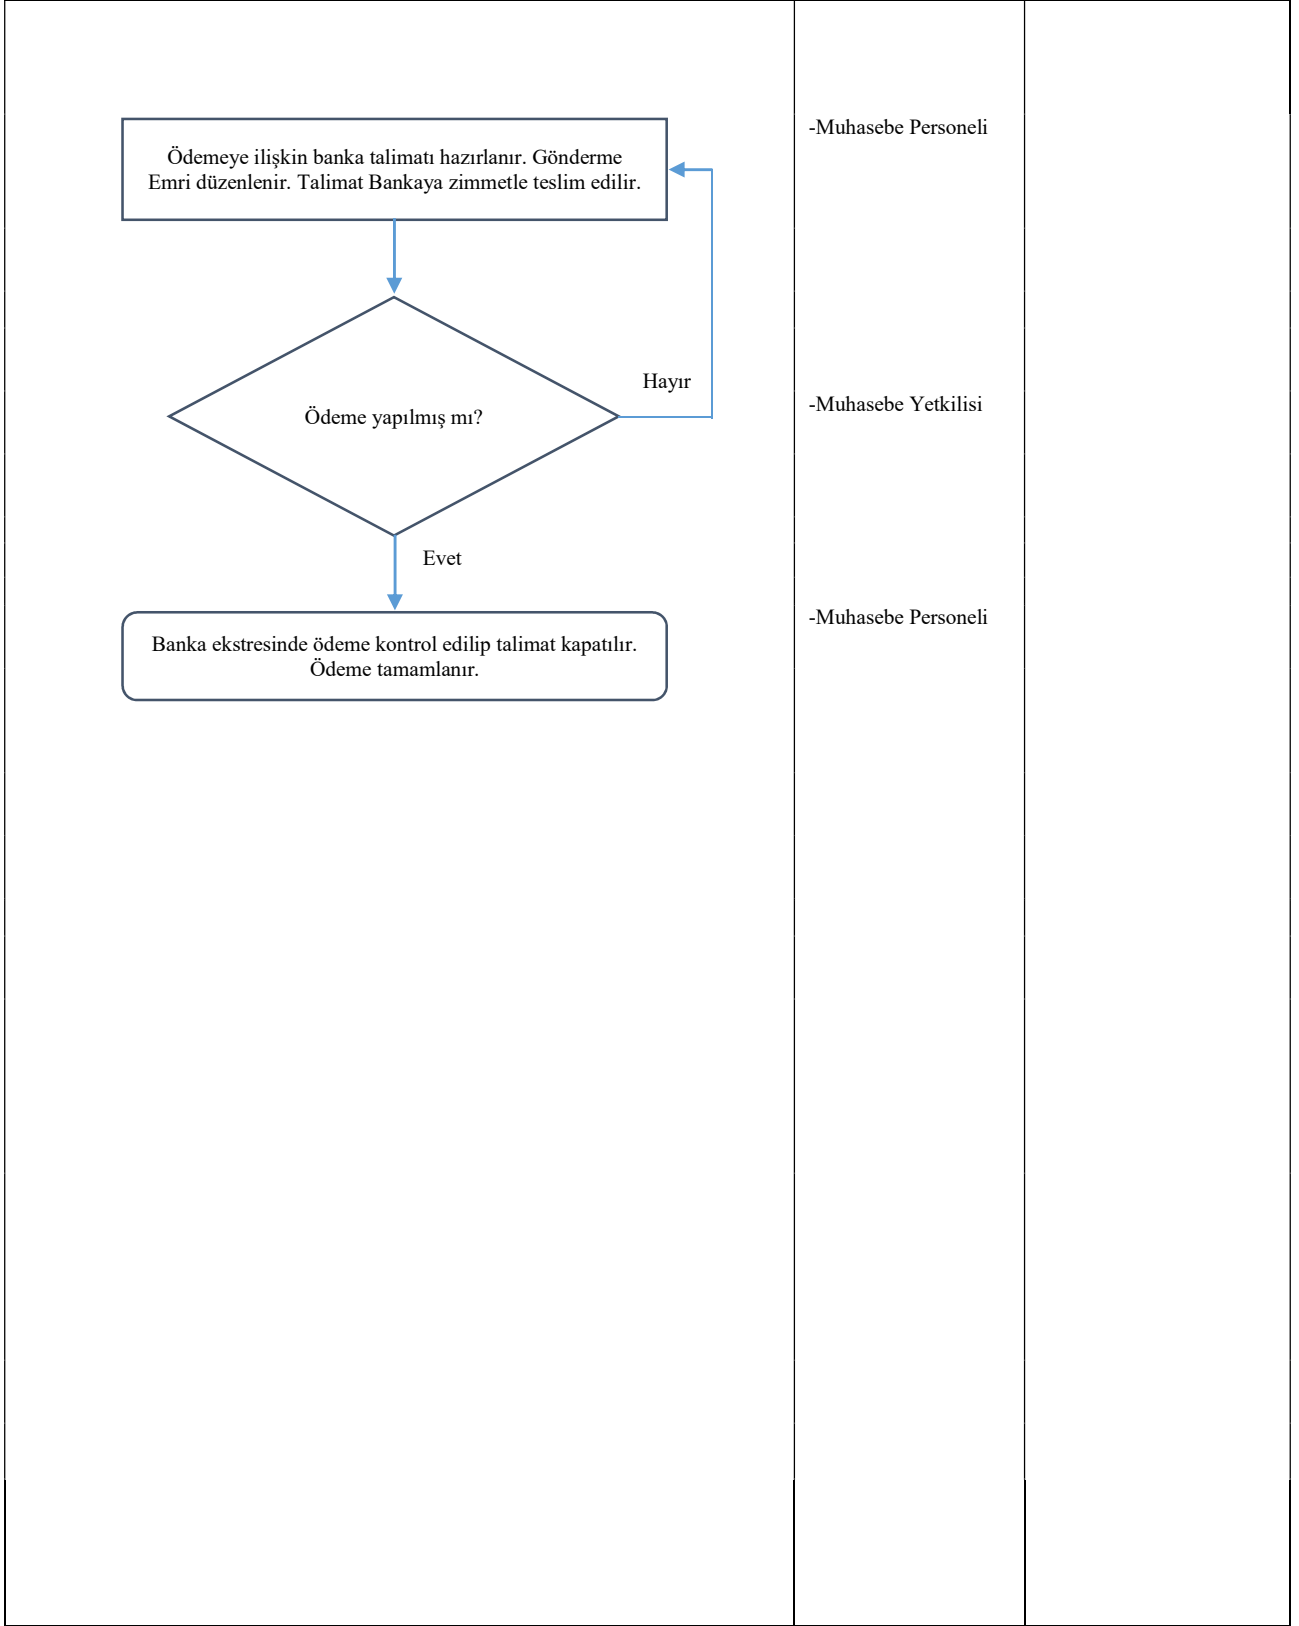 -Muhasebe Personeli
Ödemeye ilişkin banka talimatı hazırlanır. Gönderme
Emri düzenlenir. Talimat Bankaya zimmetle teslim edilir.
Hayır
-Muhasebe Yetkilisi
Ödeme yapılmış mı?
Evet
-Muhasebe Personeli
Banka ekstresinde ödeme kontrol edilip talimat kapatılır.
Ödeme tamamlanır.